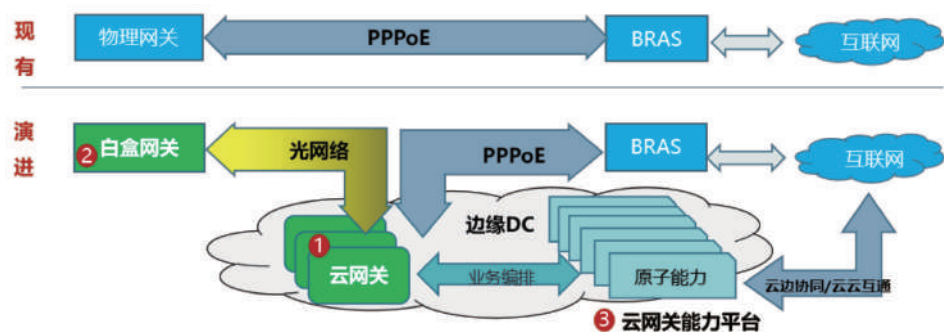 现有
物理网关
PPPoE
BRAS
互联网
演进
2
白盒网关
光网络
PPPoE
BRAS
互联网
边缘DC
1
云网关
业务编排
原子能力
云边协同/云云互通
3 云网关能力平台